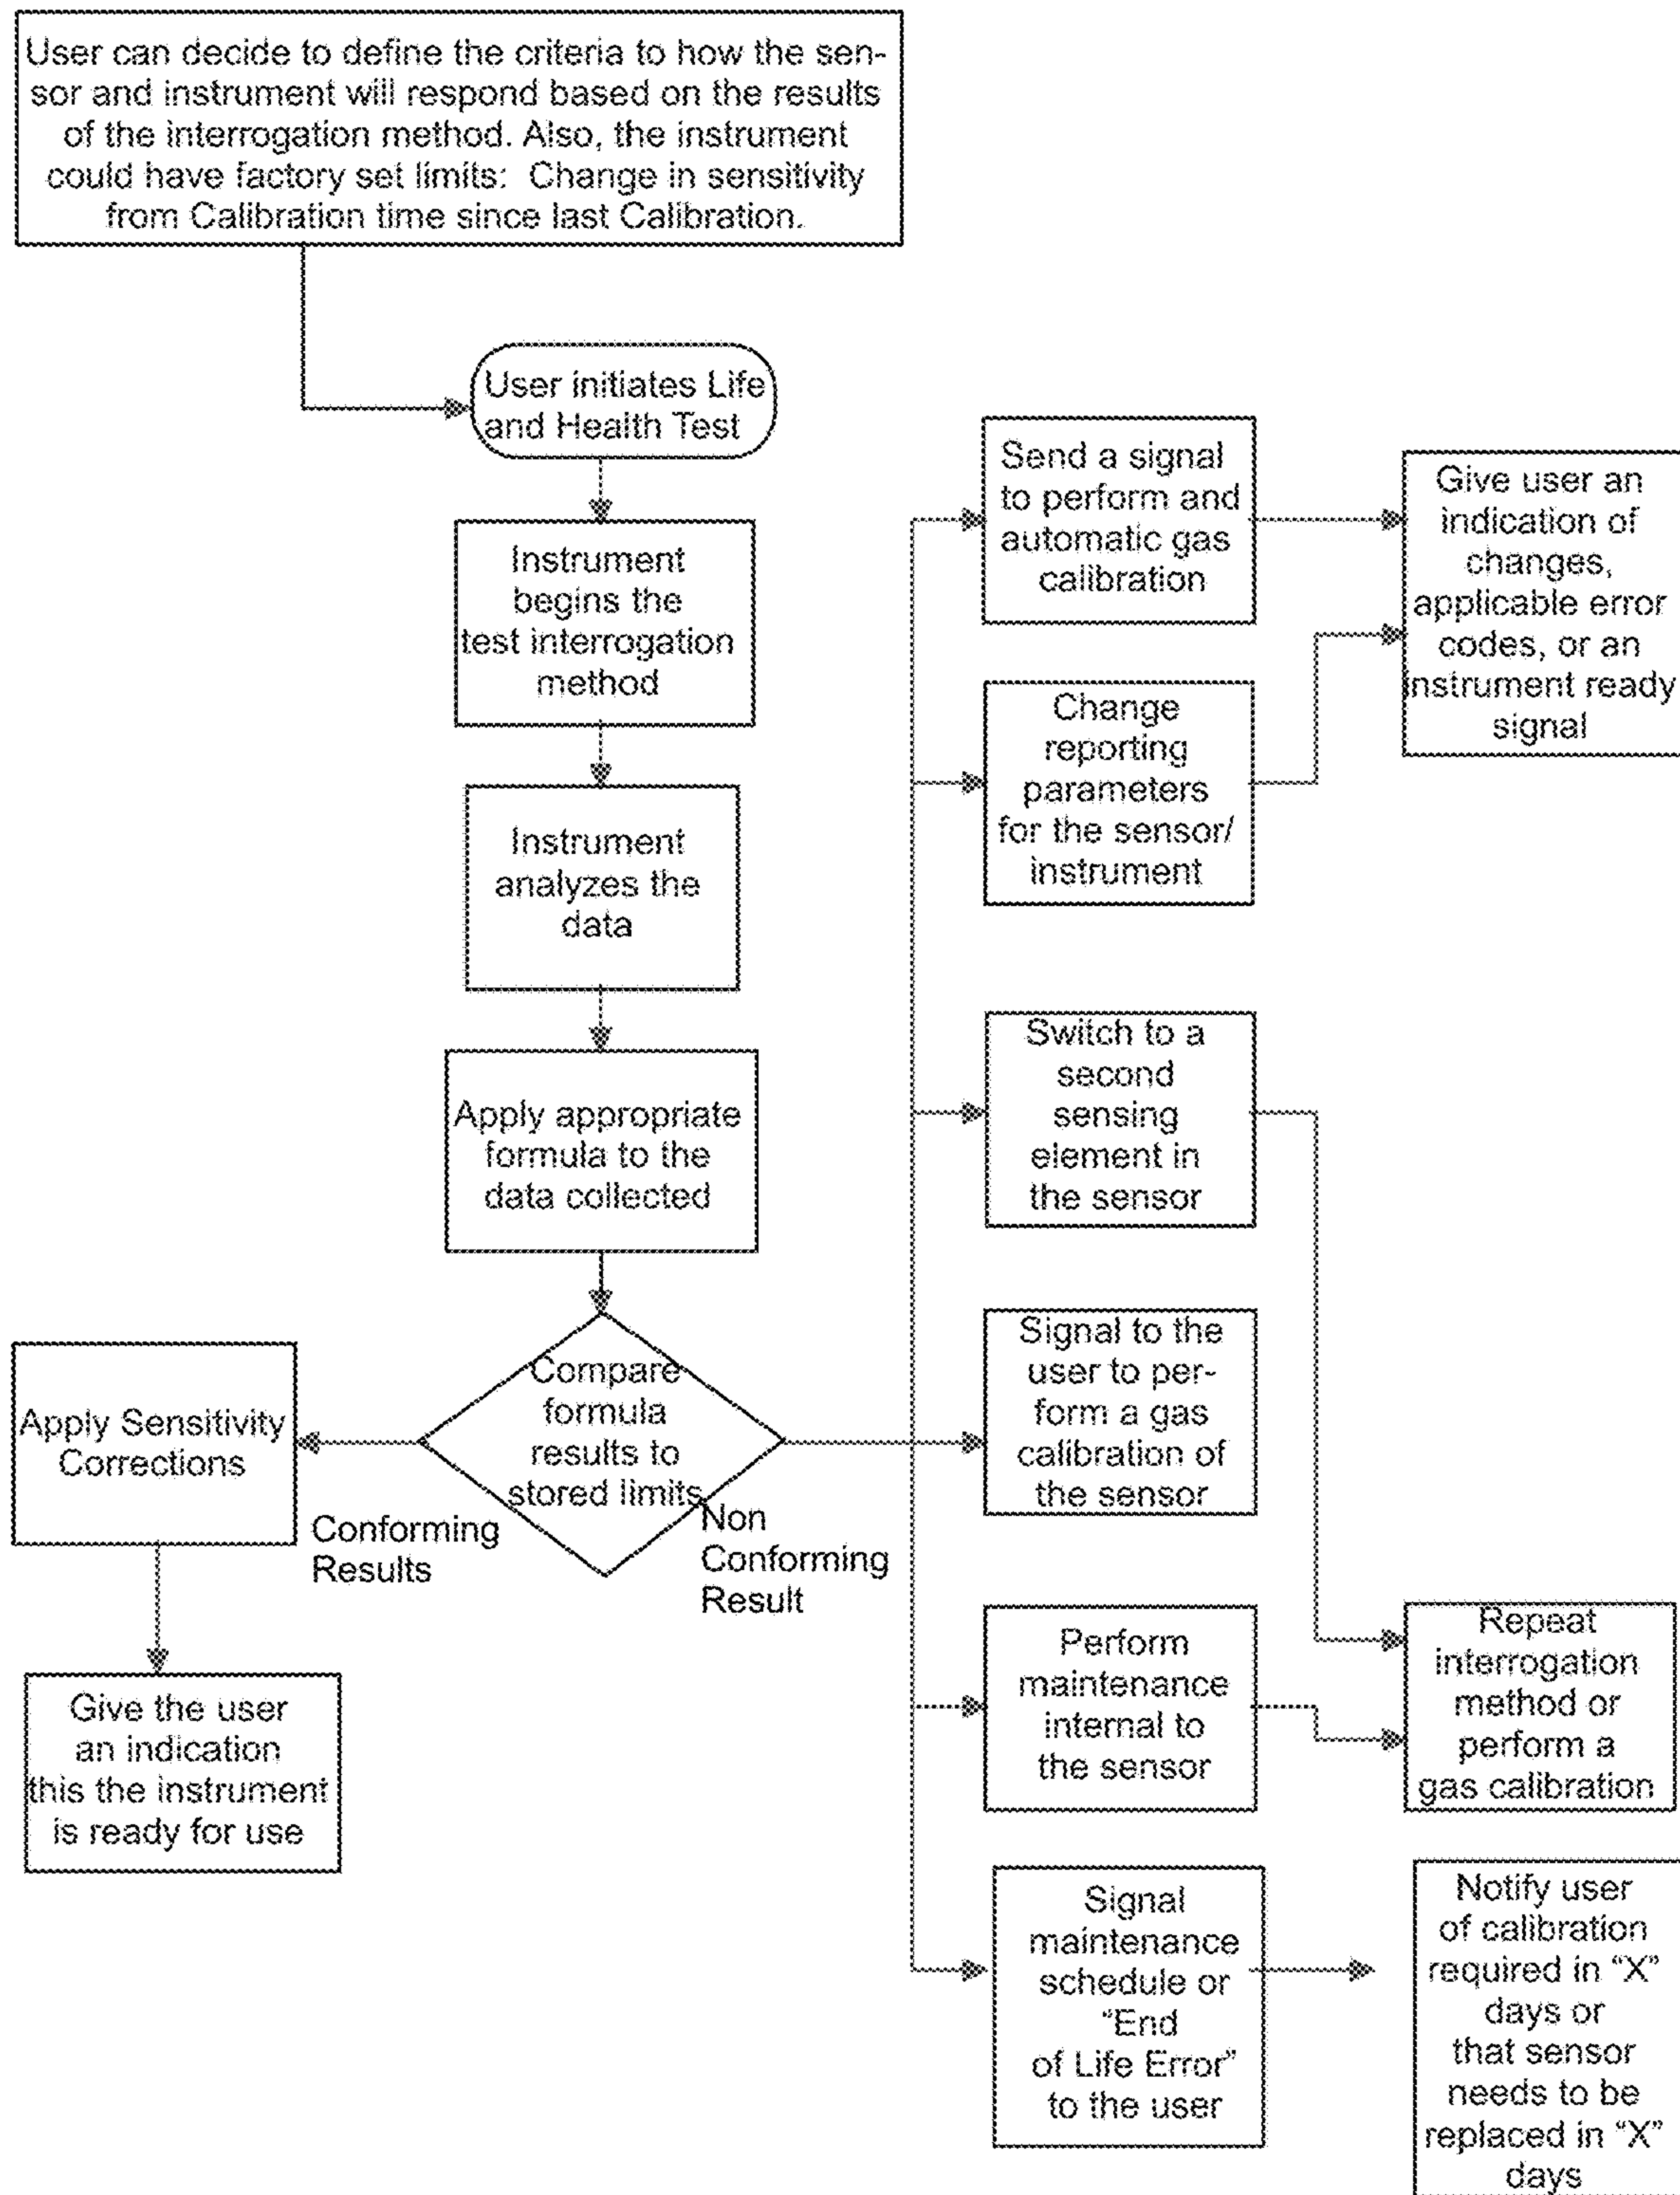 User can decide to define the criteria to how the sen-
sor and instrument will respond based on the results
of the interrogation method. Also, the instrument
could have factory set limits: Change in sensitivity
from Calibration time since last Calibration.
User initiates Life
and Health Test
Instrument
begins the
test interrogation
method
Instrument
analyzes the
data
Apply appropriate
formula to the
data collected
Compare
formula
results to
stored limits
Conforming
Results
Non
Conforming
Result
Apply Sensitivity
Corrections
Give the user
an indication
this the instrument
is ready for use
Send a signal
to perform and
automatic gas
calibration
Change
reporting
parameters
for the sensor/
instrument
Give user an
indication of
changes,
applicable error
codes, or an
instrument ready
signal
Switch to a
second
sensing
element in
the sensor
Signal to the
user to per-
form a gas
calibration of
the sensor
Perform
maintenance
internal to
the sensor
Repeat
interrogation
method or
perform a
gas calibration
Signal
maintenance
schedule or
“End
of Life Error”
to the user
Notify user
of calibration
required in “X”
days or
that sensor
needs to be
replaced in “X”
days